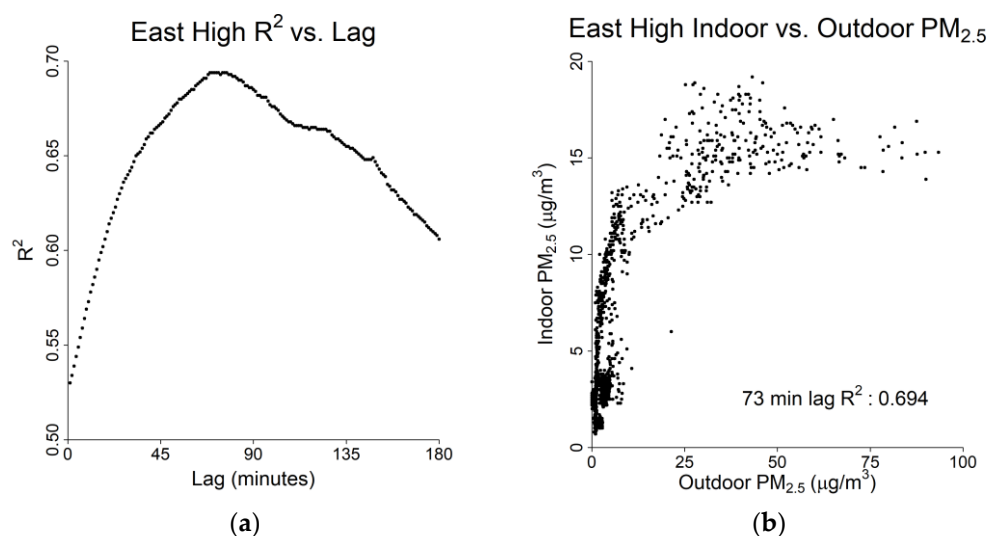 East High R² vs. Lag
0.70
0.65
0.60
0.55
0.50
R²
0 45 90 135 180
Lag (minutes)
(a)
East High Indoor vs. Outdoor PM₂.₅
20
15
10
5
0
Indoor PM₂.₅ (μg/m³)
73 min lag R² : 0.694
0 25 50 75 100
Outdoor PM₂.₅ (μg/m³)
(b)